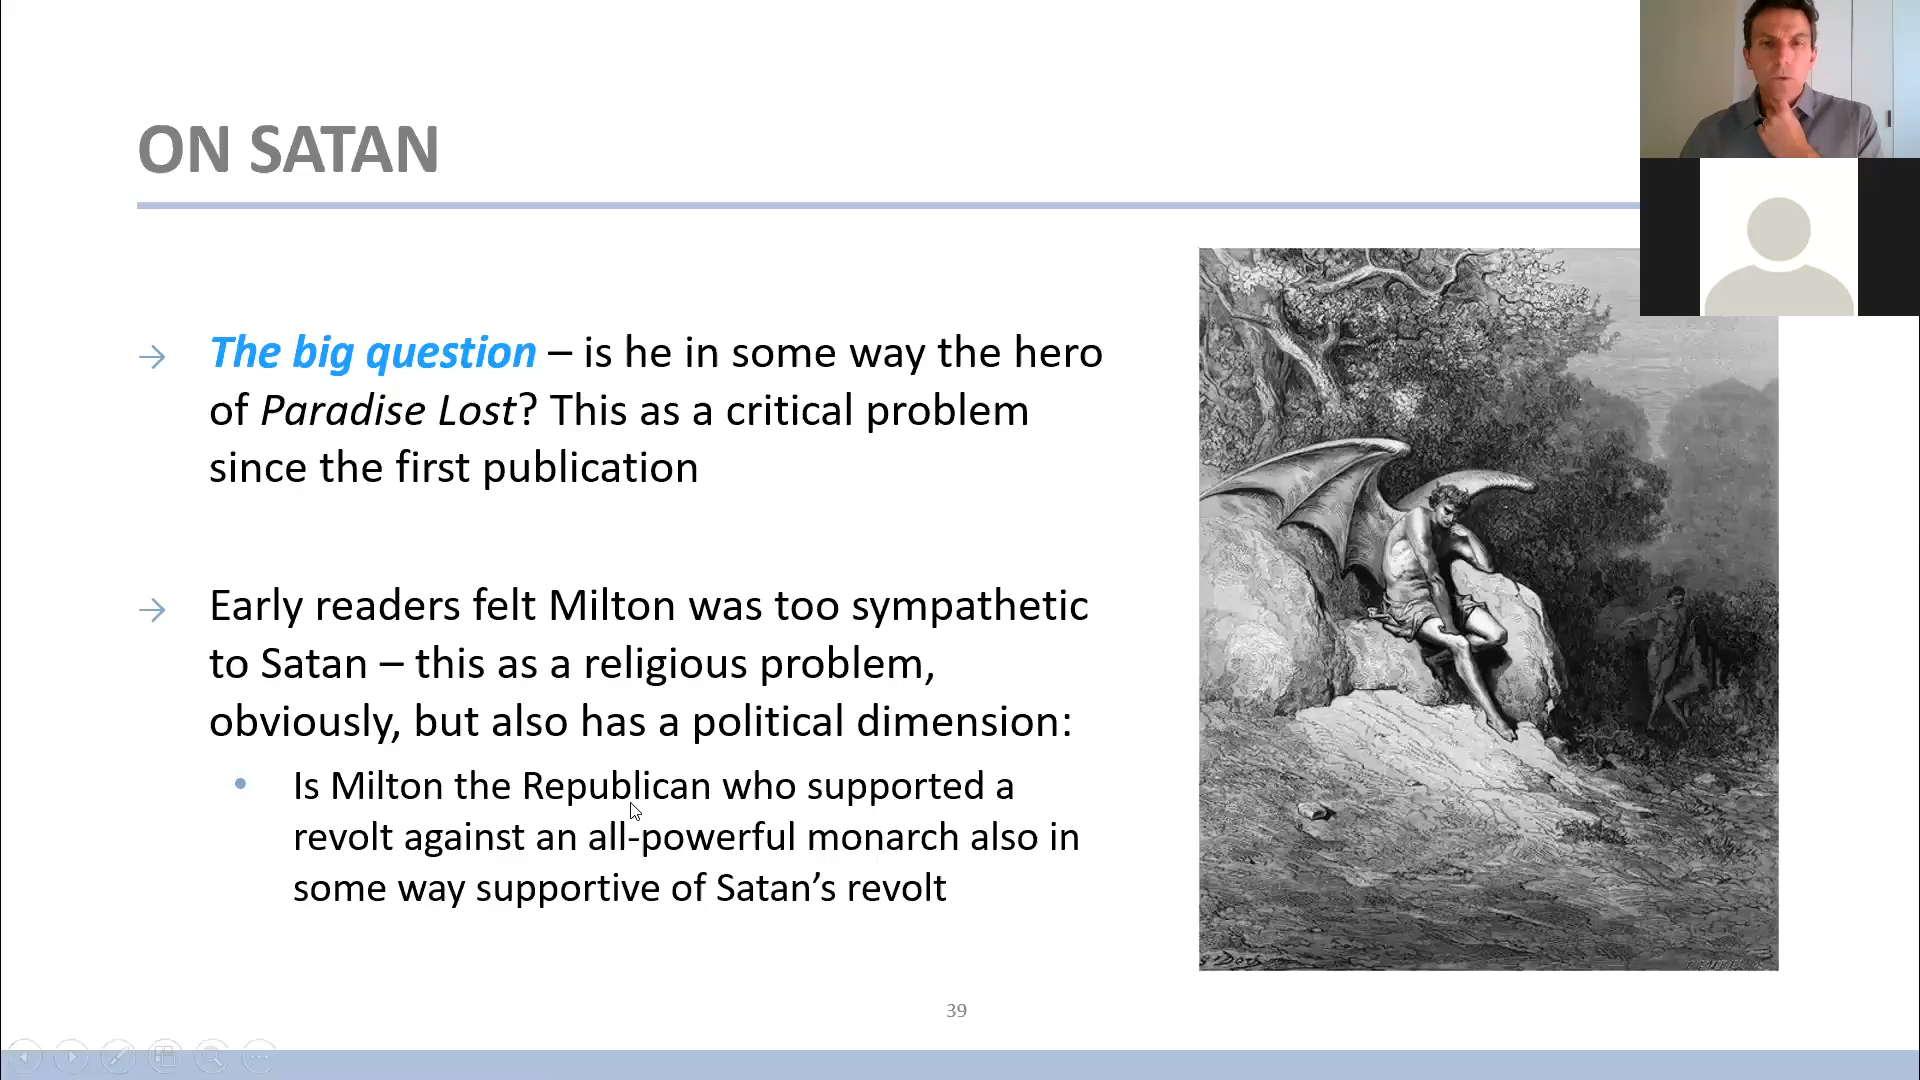 ON SATAN
The big question – is he in some way the hero
of Paradise Lost? This as a critical problem
since the first publication
Early readers felt Milton was too sympathetic
to Satan – this as a religious problem,
obviously, but also has a political dimension:
Is Milton the Republican who supported a
revolt against an all-powerful monarch also in
some way supportive of Satan’s revolt
39